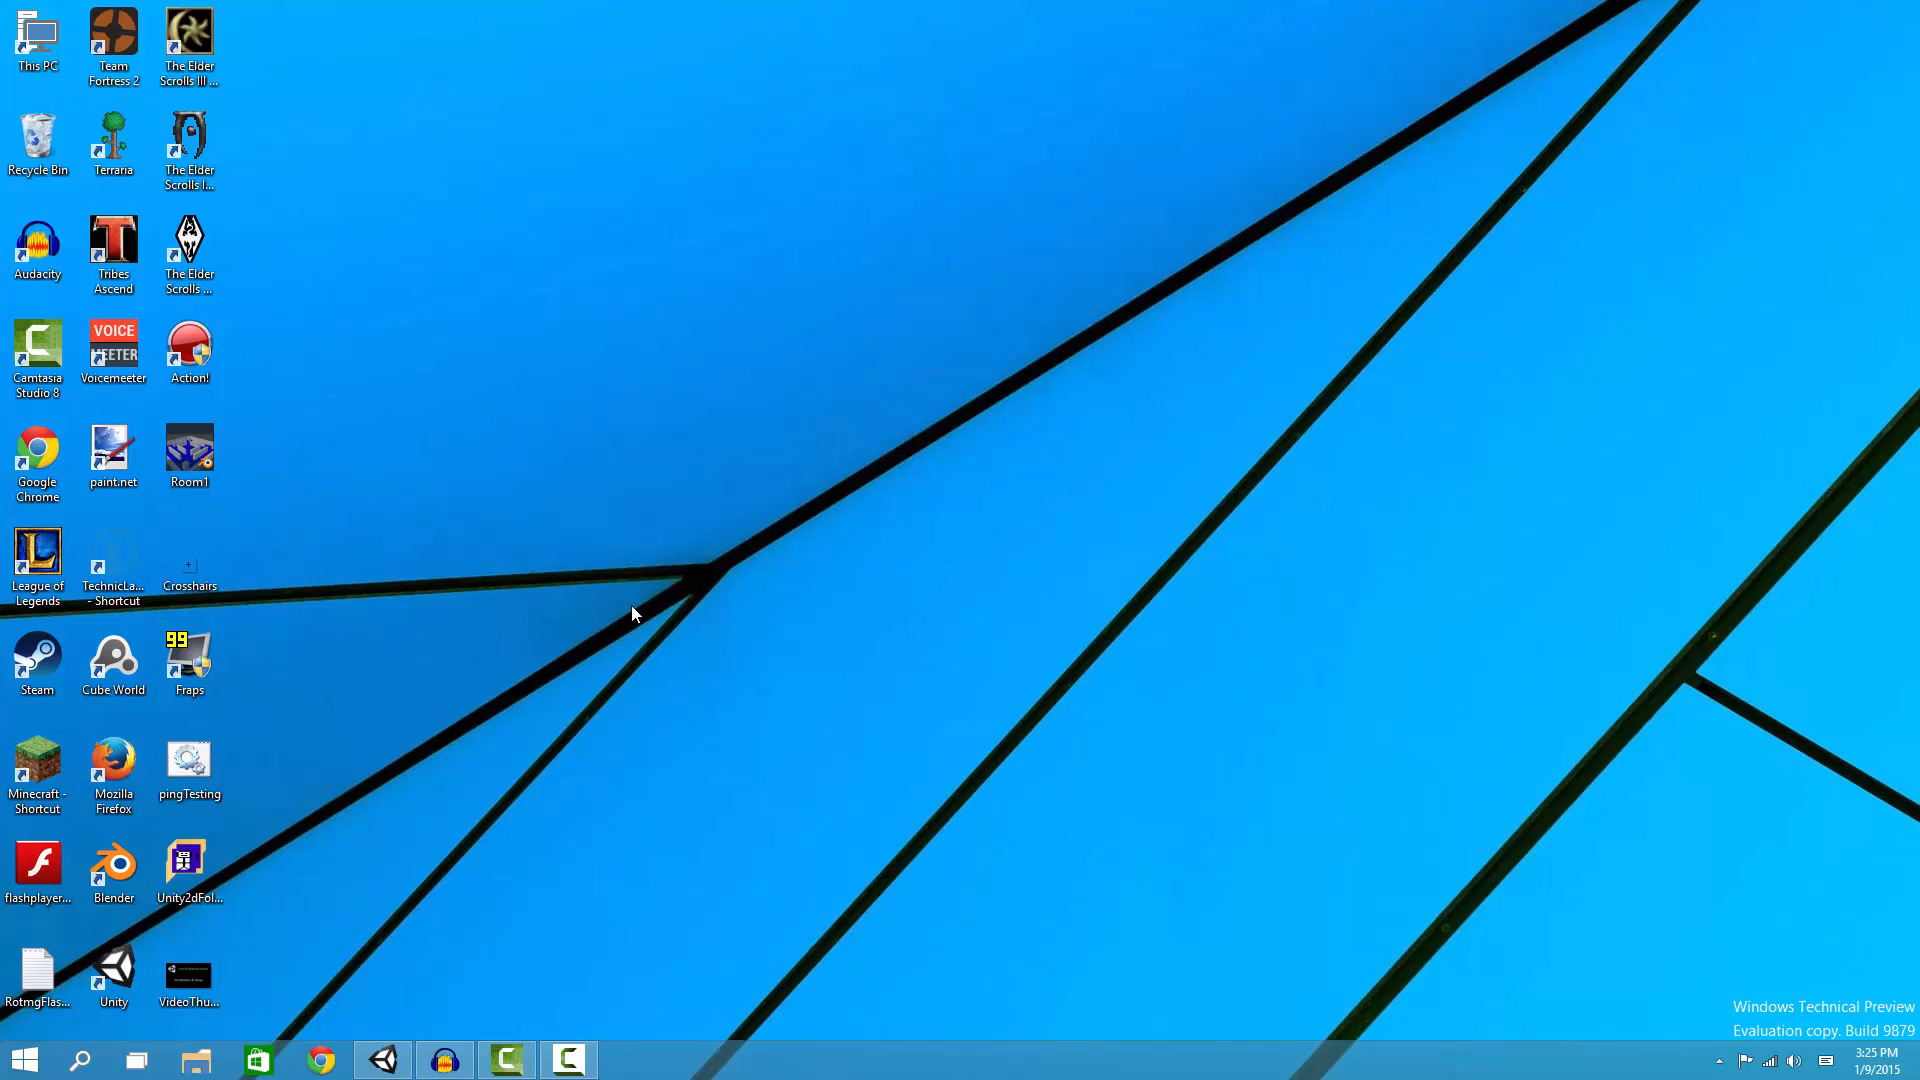 This PC
Team
Fortress 2
The Elder
Scrolls III ...
Recycle Bin
Terraria
The Elder
Scrolls I...
Audacity
Tribes
Ascend
The Elder
Scrolls ...
Camtasia
Studio 8
VOICE
MEETER
Voicemeeter
Action!
Google
Chrome
paint.net
Room1
League of
Legends
TechnicLa...
- Shortcut
Crosshairs
Steam
Cube World
99
Fraps
Minecraft -
Shortcut
Mozilla
Firefox
pingTesting
flashplayer...
Blender
Unity2dFol...
RotmgFlas...
Unity
VideoThu...
Windows Technical Preview
Evaluation copy. Build 9879
3:25 PM
1/9/2015